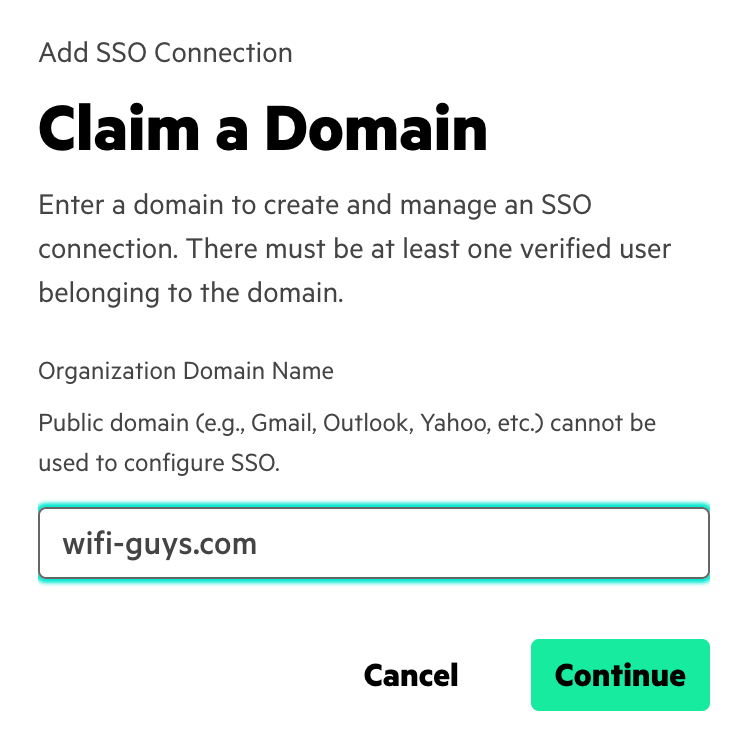 Add SSO Connection
Claim a Domain
Enter a domain to create and manage an SSO
connection. There must be at least one verified user
belonging to the domain.
Organization Domain Name
Public domain (e.g., Gmail, Outlook, Yahoo, etc.) cannot be
used to configure SSO.
wifi-guys.com
Cancel
Continue